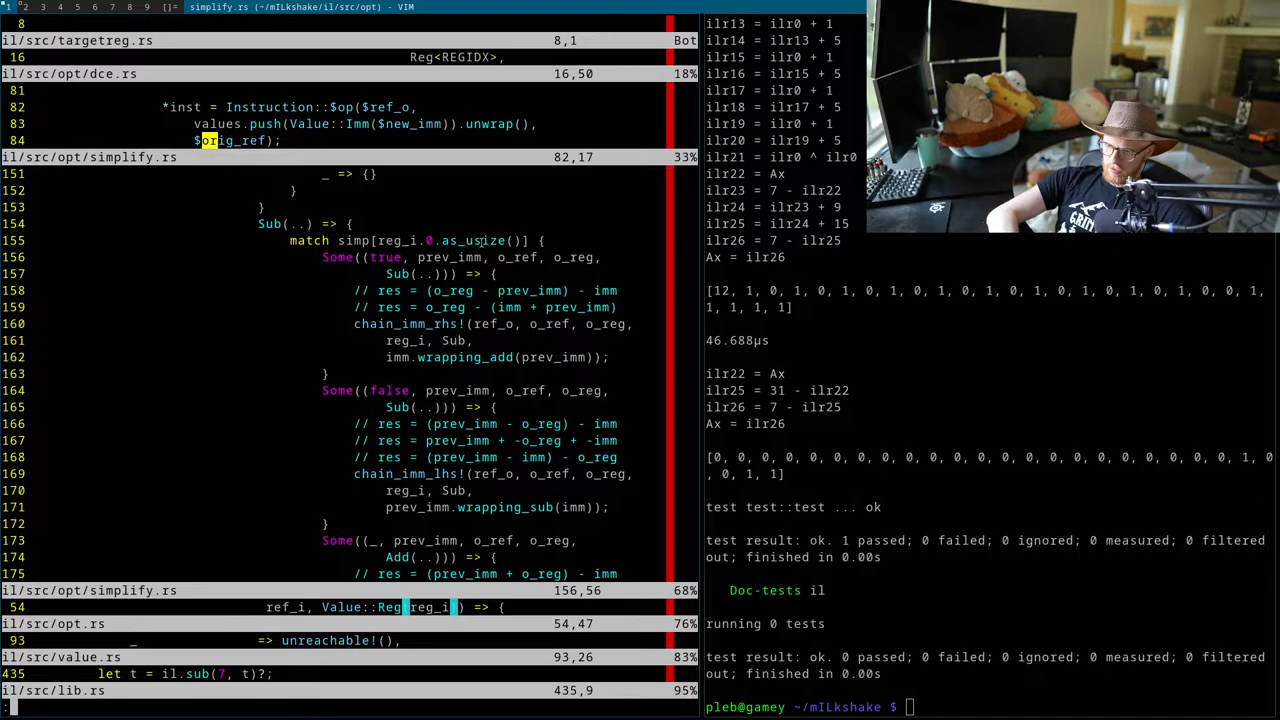 1 2 3 4 5 6 7 8 9 []= simplify.rs (~/mILkshake/il/src/opt) - VIM
8
il/src/targetreg.rs 8,1 Bot
16 Reg<REGIDX>,
il/src/opt/dce.rs 16,50 18%
81
82 *inst = Instruction::$op($ref_o,
83 values.push(Value::Imm($new_imm)).unwrap(),
84 $orig_ref);
il/src/opt/simplify.rs 82,17 33%
151 _ => {}
152 }
153 }
154 Sub(..) => {
155 match simp[reg_i.0.as_usize()] {
156 Some((true, prev_imm, o_ref, o_reg,
157 Sub(..))) => {
158 // res = (o_reg - prev_imm) - imm
159 // res = o_reg - (imm + prev_imm)
160 chain_imm_rhs!(ref_o, o_ref, o_reg,
161 reg_i, Sub,
162 imm.wrapping_add(prev_imm));
163 }
164 Some((false, prev_imm, o_ref, o_reg,
165 Sub(..))) => {
166 // res = (prev_imm - o_reg) - imm
167 // res = prev_imm + -o_reg + -imm
168 // res = (prev_imm - imm) - o_reg
169 chain_imm_lhs!(ref_o, o_ref, o_reg,
170 reg_i, Sub,
171 prev_imm.wrapping_sub(imm));
172 }
173 Some((_, prev_imm, o_ref, o_reg,
174 Add(..))) => {
175 // res = (prev_imm + o_reg) - imm
il/src/opt/simplify.rs 156,56 68%
54 ref_i, Value::Reg(reg_i)) => {
il/src/opt.rs 54,47 76%
93 _ => unreachable!(),
il/src/value.rs 93,26 83%
435 let t = il.sub(7, t)?;
il/src/lib.rs 435,9 95%
:
ilr13 = ilr0 + 1
ilr14 = ilr13 + 5
ilr15 = ilr0 + 1
ilr16 = ilr15 + 5
ilr17 = ilr0 + 1
ilr18 = ilr17 + 5
ilr19 = ilr0 + 1
ilr20 = ilr19 + 5
ilr21 = ilr0 ^ ilr0
ilr22 = Ax
ilr23 = 7 - ilr22
ilr24 = ilr23 + 9
ilr25 = ilr24 + 15
ilr26 = 7 - ilr25
Ax = ilr26
[12, 1, 0, 1, 0, 1, 0, 1, 0, 1, 0, 1, 0, 1, 0, 1, 0, 1, 0, 0, 1,
1, 1, 1, 1]
46.688µs
ilr22 = Ax
ilr25 = 31 - ilr22
ilr26 = 7 - ilr25
Ax = ilr26
[0, 0, 0, 0, 0, 0, 0, 0, 0, 0, 0, 0, 0, 0, 0, 0, 0, 0, 0, 0, 0, 1, 0
, 0, 1, 1]
test test::test ... ok
test result: ok. 1 passed; 0 failed; 0 ignored; 0 measured; 0 filtered
out; finished in 0.00s
Doc-tests il
running 0 tests
test result: ok. 0 passed; 0 failed; 0 ignored; 0 measured; 0 filtered
out; finished in 0.00s
pleb@gamey ~/mILkshake $